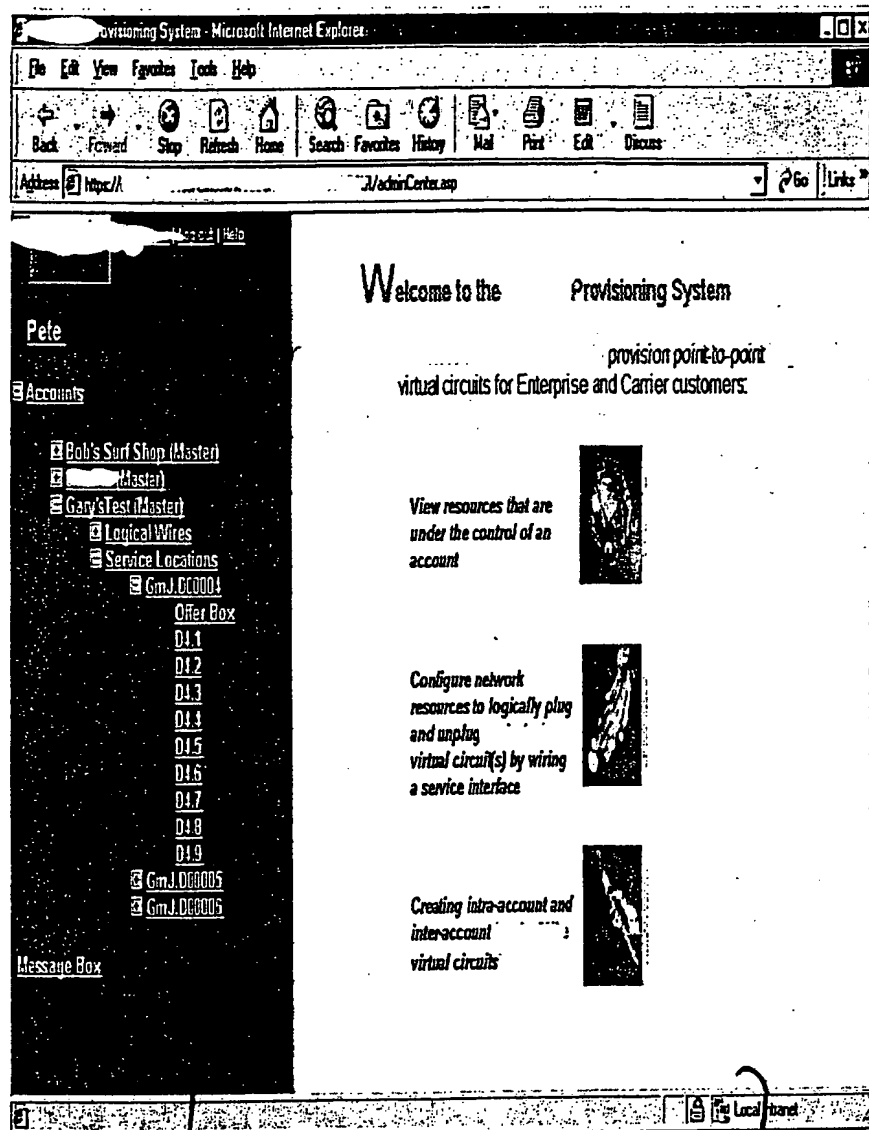 ovisioning System - Microsoft Internet Explorer
File Edit View Favorites Tools Help
Back Forward Stop Refresh Home Search Favorites History Mail Print Edit Discuss
Address https:// /adminCenter.asp Go Links »
Log out | Help
Welcome to the Provisioning System
Pete
provision point-to-point
virtual circuits for Enterprise and Carrier customers:
Accounts
Bob's Surf Shop (Master)
(Master)
Gary'sTest (Master)
Logical Wires
Service Locations
GmJ.D00004
Offer Box
D4.1
D4.2
D4.3
D4.4
D4.5
D4.6
D4.7
D4.8
D4.9
GmJ.D00005
GmJ.D00006
Message Box
View resources that are
under the control of an
account
Configure network
resources to logically plug
and unplug
virtual circuit(s) by wiring
a service interface
Creating intra-account and
inter-account
virtual circuits
Local intranet